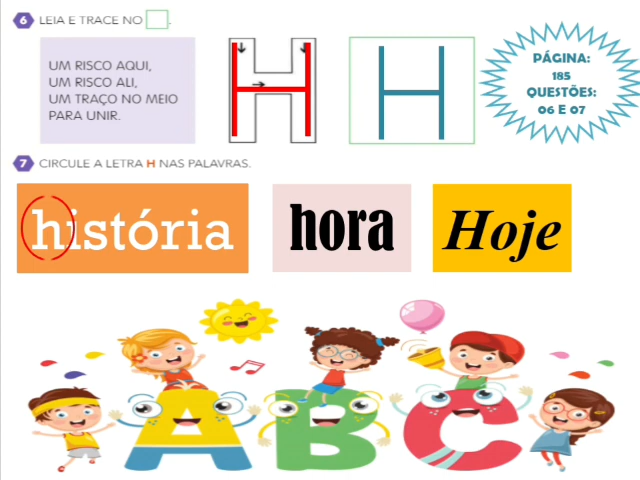 6 LEIA E TRACE NO .
UM RISCO AQUI,
UM RISCO ALI,
UM TRAÇO NO MEIO
PARA UNIR.
H H
PÁGINA:
185
QUESTÕES:
06 E 07
7 CIRCULE A LETRA H NAS PALAVRAS.
história hora Hoje
A B C